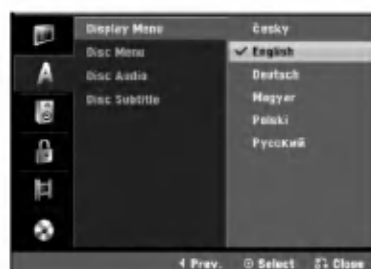 Display Menu
Disc Menu
Disc Audio
Disc Subtitle
Česky
✓ English
Deutsch
Magyar
Polski
Русский
Prev. Select Close